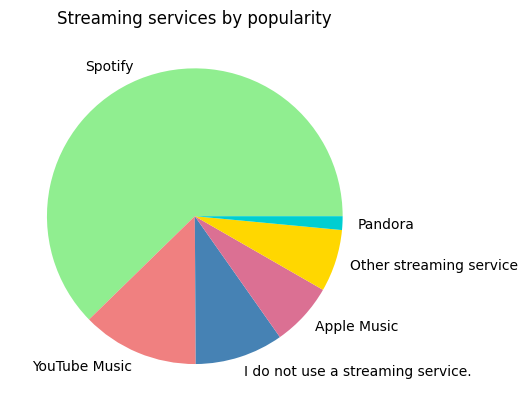 Streaming services by popularity
Spotify
Pandora
Other streaming service
Apple Music
YouTube Music
I do not use a streaming service.